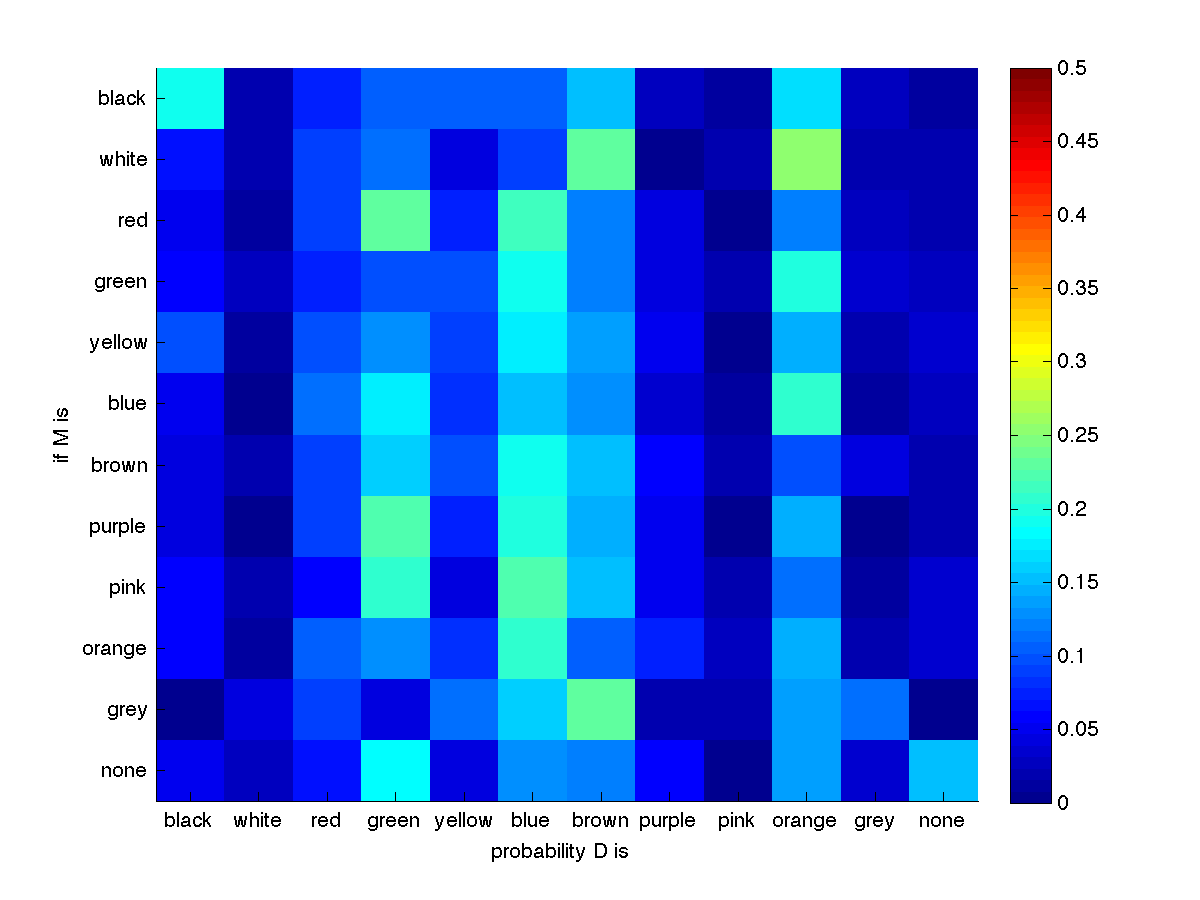 black
white
red
green
yellow
blue
brown
purple
pink
orange
grey
none
if M is
black white red green yellow blue brown purple pink orange grey none
probability D is
0.5
0.45
0.4
0.35
0.3
0.25
0.2
0.15
0.1
0.05
0